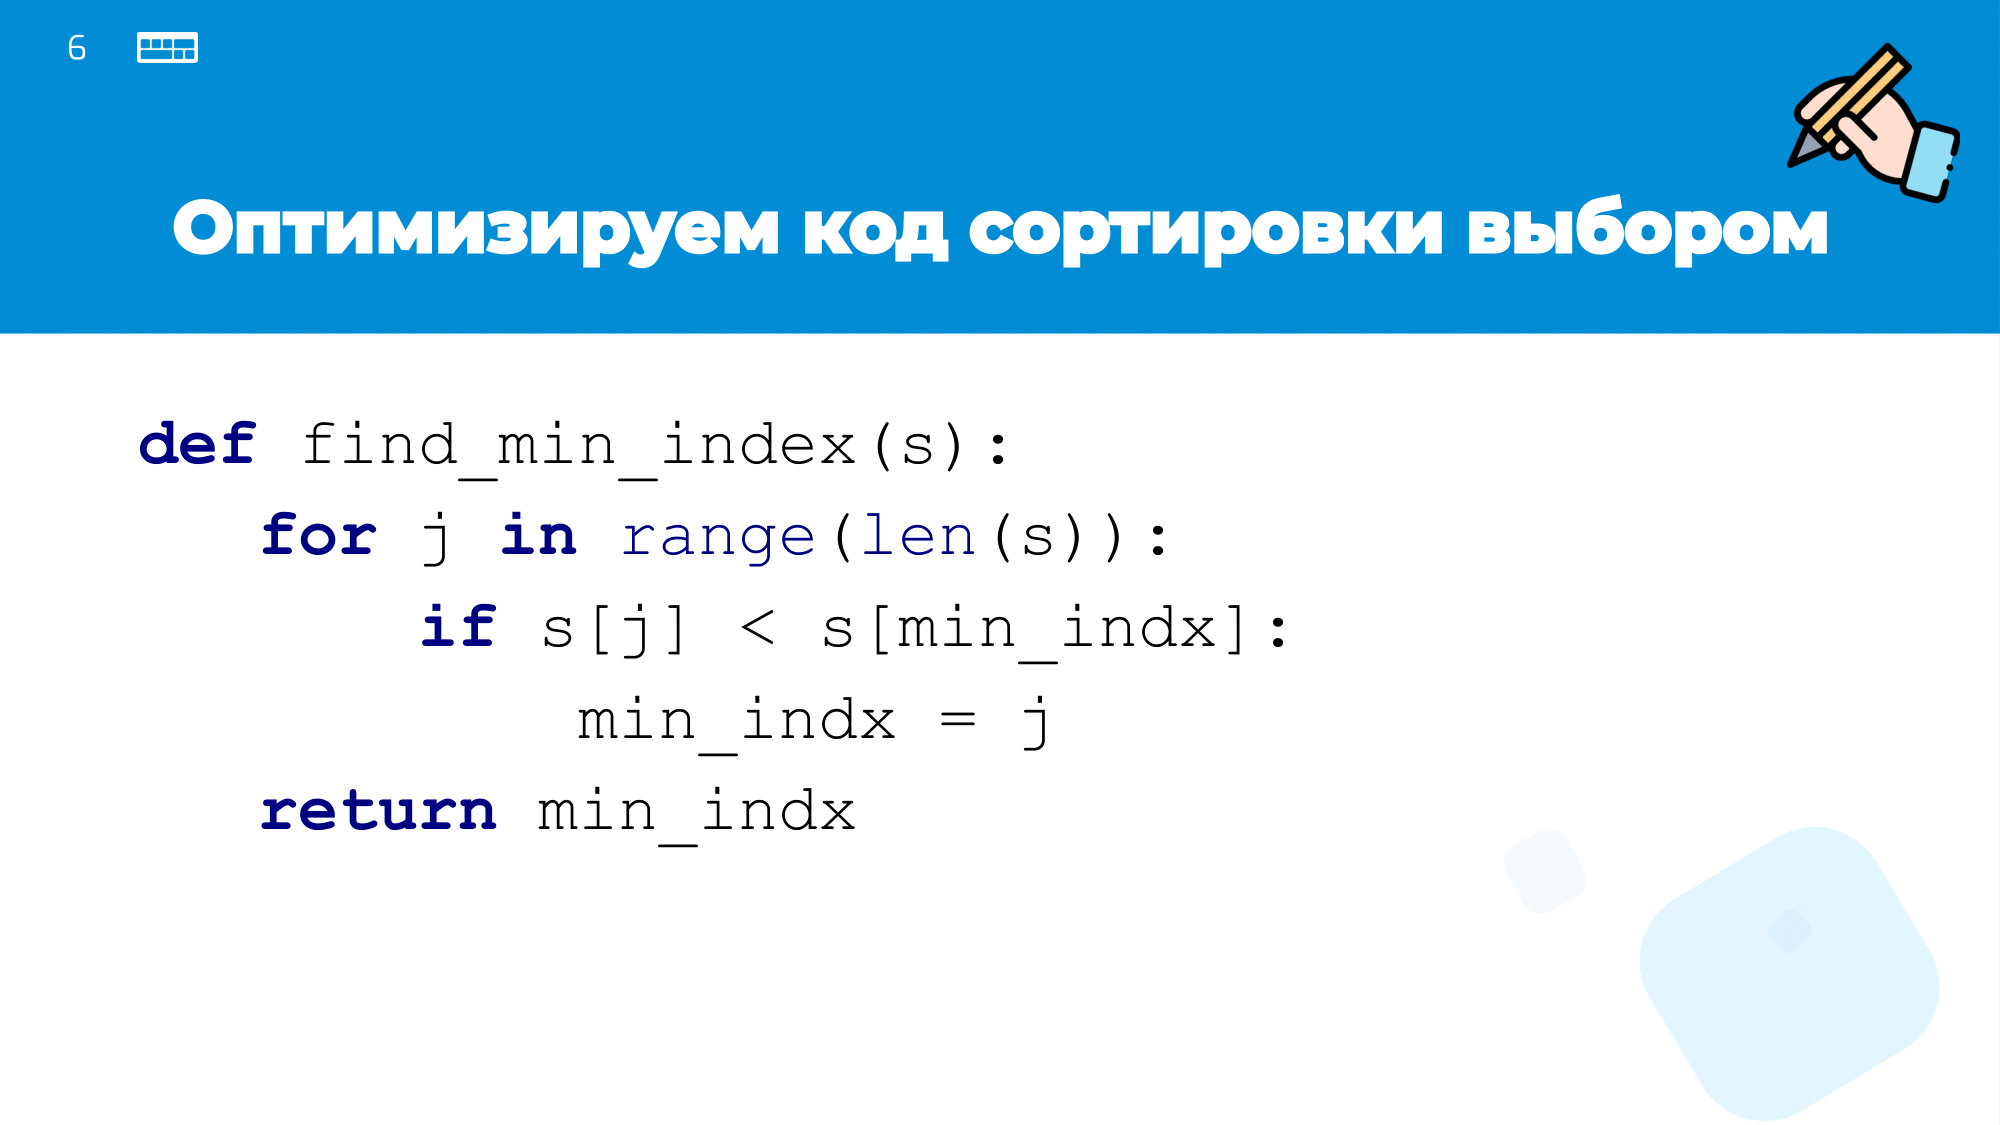 6
Оптимизируем код сортировки выбором
def find_min_index(s):
   for j in range(len(s)):
       if s[j] < s[min_indx]:
           min_indx = j
   return min_indx